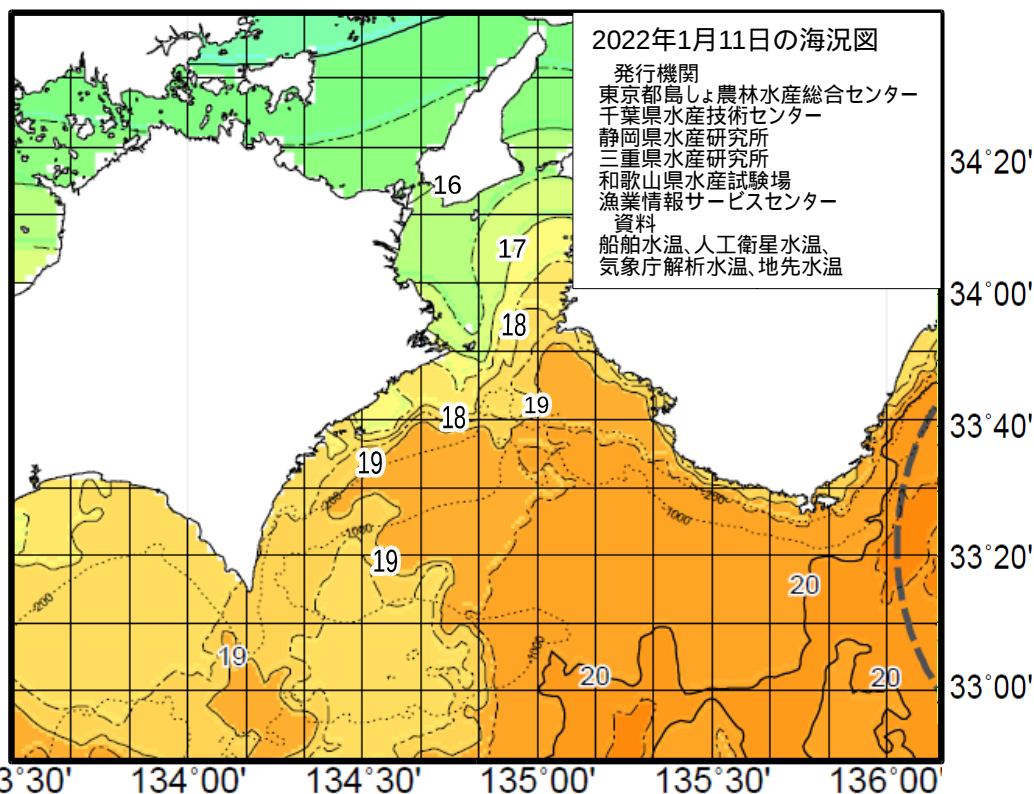 2022年1月11日の海況図
発行機関
東京都島しょ農林水産総合センター
千葉県水産技術センター
静岡県水産研究所
三重県水産研究所
和歌山県水産試験場
漁業情報サービスセンター
資料
船舶水温、人工衛星水温、
気象庁解析水温、地先水温
34°20'
16
17
34°00'
18
19
18
33°40'
19
200
200
1000
1000
19
33°20'
20
200
1000
19
20
20
33°00'
3°30'
134°00'
134°30'
135°00'
135°30'
136°00'